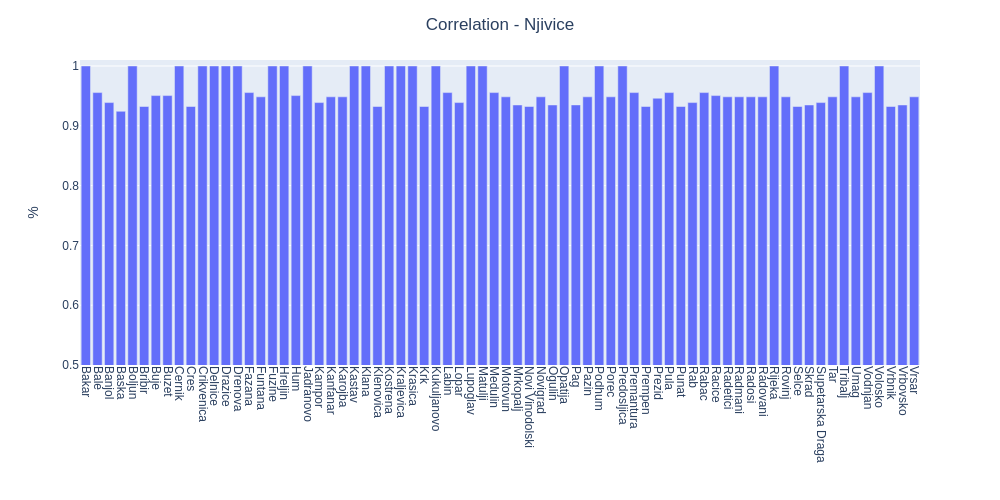 Correlation - Njivice
%
1
0.9
0.8
0.7
0.6
0.5
Bakar
Bale
Banjol
Baska
Boljun
Bribir
Buje
Buzet
Cernik
Cres
Crikvenica
Delnice
Drazice
Drenova
Fazana
Funtana
Fuzine
Hreljin
Hum
Jadranovo
Kampor
Kanfanar
Karojba
Kastav
Klana
Klenovica
Kostrena
Kraljevica
Krasica
Krk
Kukuljanovo
Labin
Lopar
Lupoglav
Matulji
Medulin
Motovun
Mrkopalj
Novi Vinodolski
Novigrad
Ogulin
Opatija
Pag
Pazin
Podhum
Porec
Predosljica
Premantura
Prempen
Prezid
Pula
Punat
Rab
Rabac
Racice
Radetici
Radmani
Radosi
Radovani
Rijeka
Rovinj
Selce
Skrad
Supetarska Draga
Tar
Tribalj
Umag
Vodnjan
Volosko
Vrbnik
Vrbovsko
Vrsar